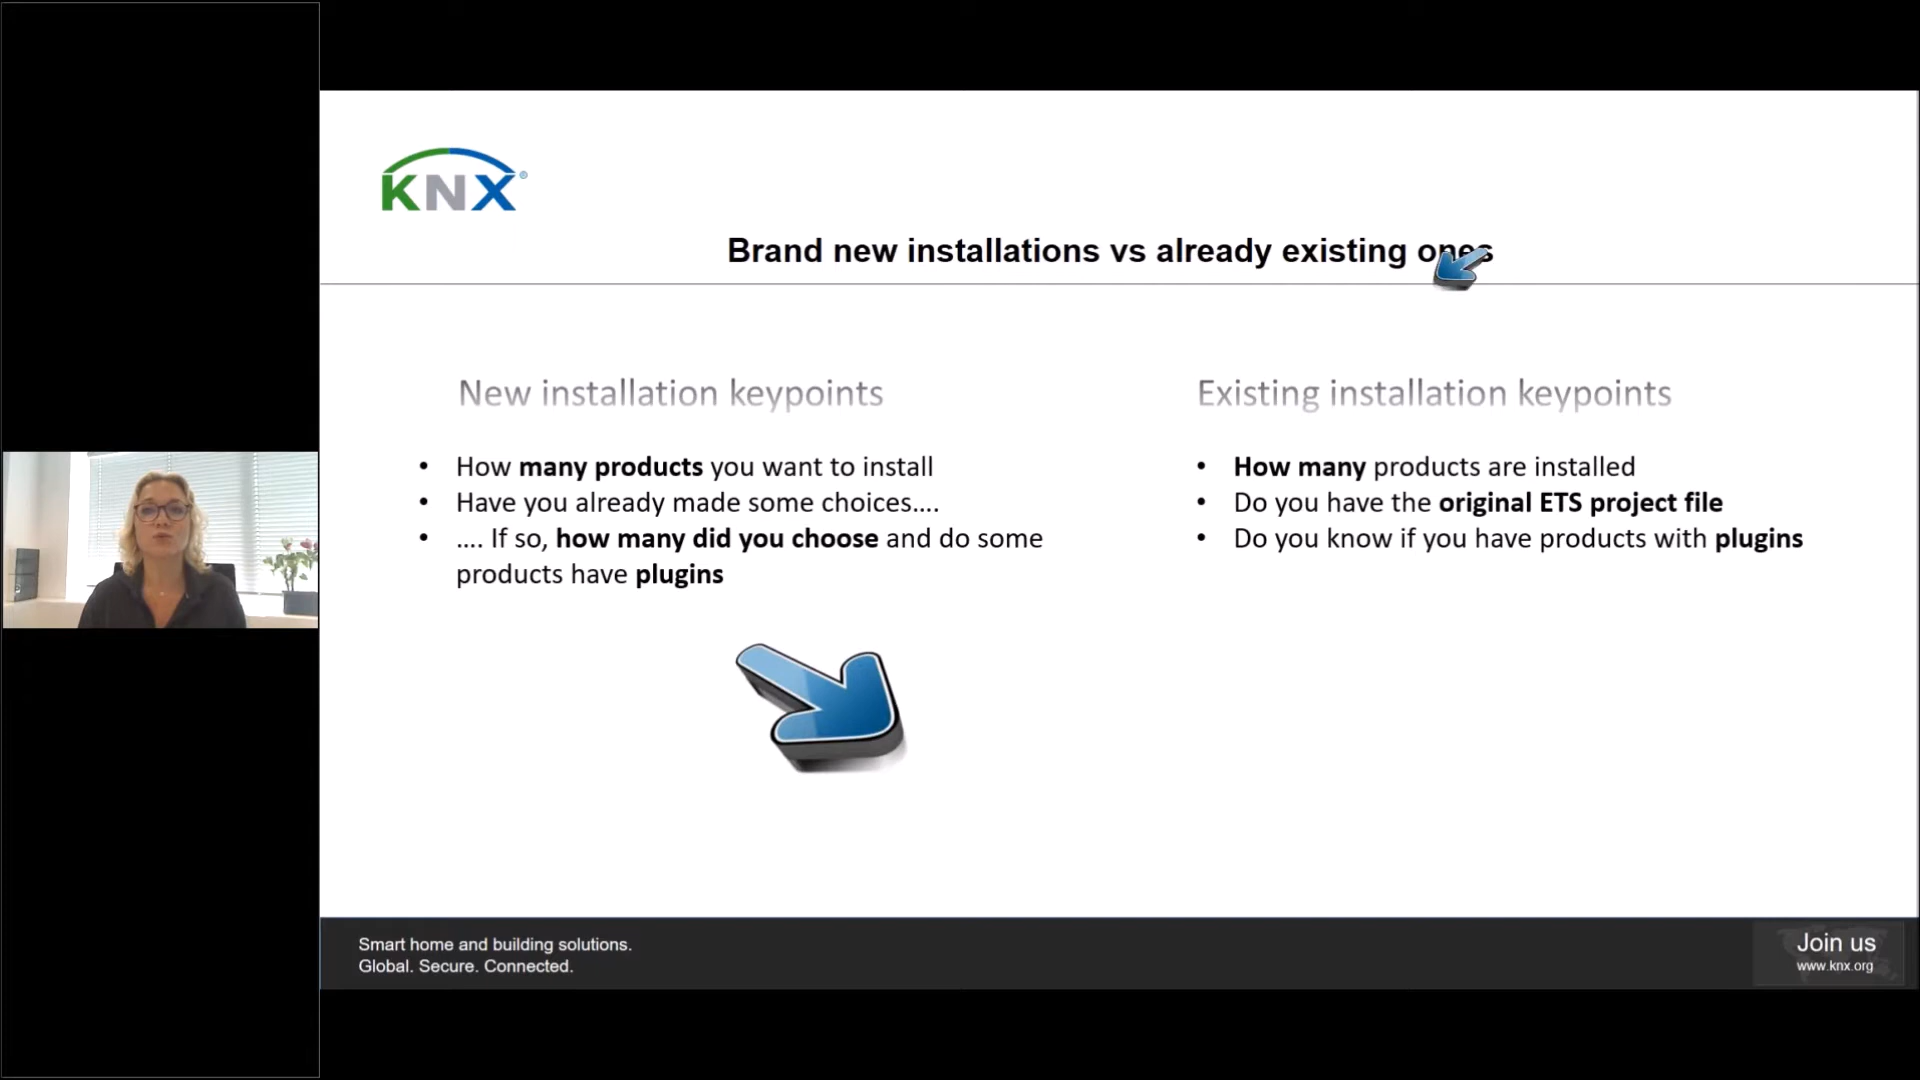 KNX®
Brand new installations vs already existing ones
New installation keypoints
• How many products you want to install
• Have you already made some choices....
• .... If so, how many did you choose and do some
products have plugins
Existing installation keypoints
• How many products are installed
• Do you have the original ETS project file
• Do you know if you have products with plugins
Smart home and building solutions.
Global. Secure. Connected.
Join us
www.knx.org